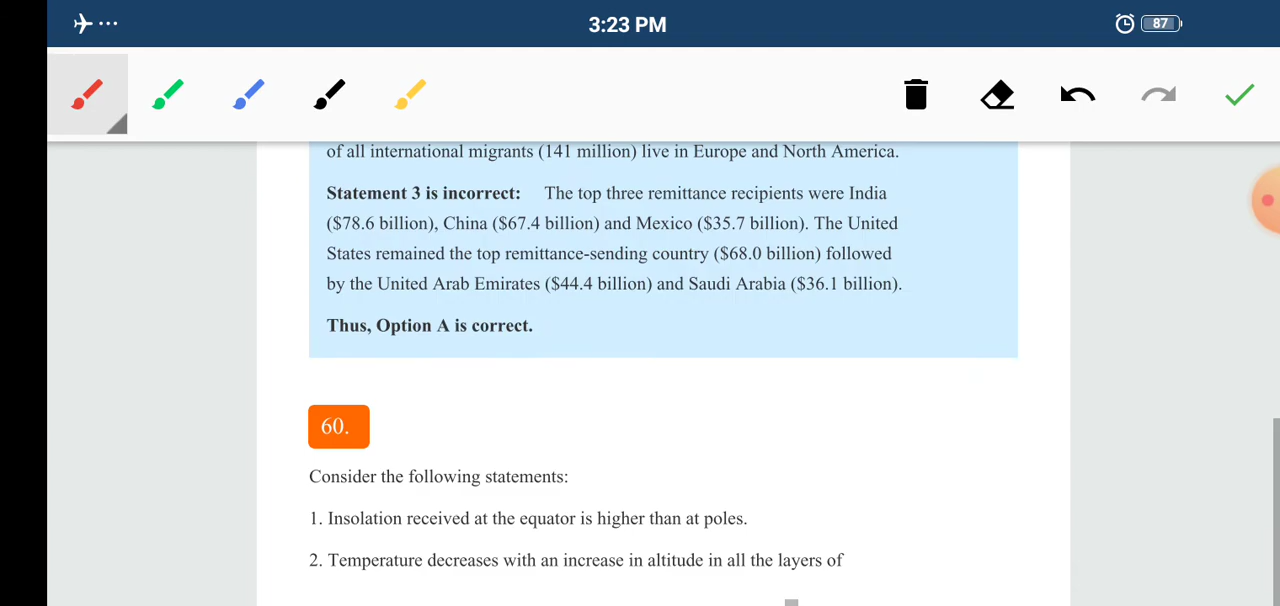 3:23 PM
87
of all international migrants (141 million) live in Europe and North America.
Statement 3 is incorrect: The top three remittance recipients were India
($78.6 billion), China ($67.4 billion) and Mexico ($35.7 billion). The United
States remained the top remittance-sending country ($68.0 billion) followed
by the United Arab Emirates ($44.4 billion) and Saudi Arabia ($36.1 billion).
Thus, Option A is correct.
60.
Consider the following statements:
1. Insolation received at the equator is higher than at poles.
2. Temperature decreases with an increase in altitude in all the layers of